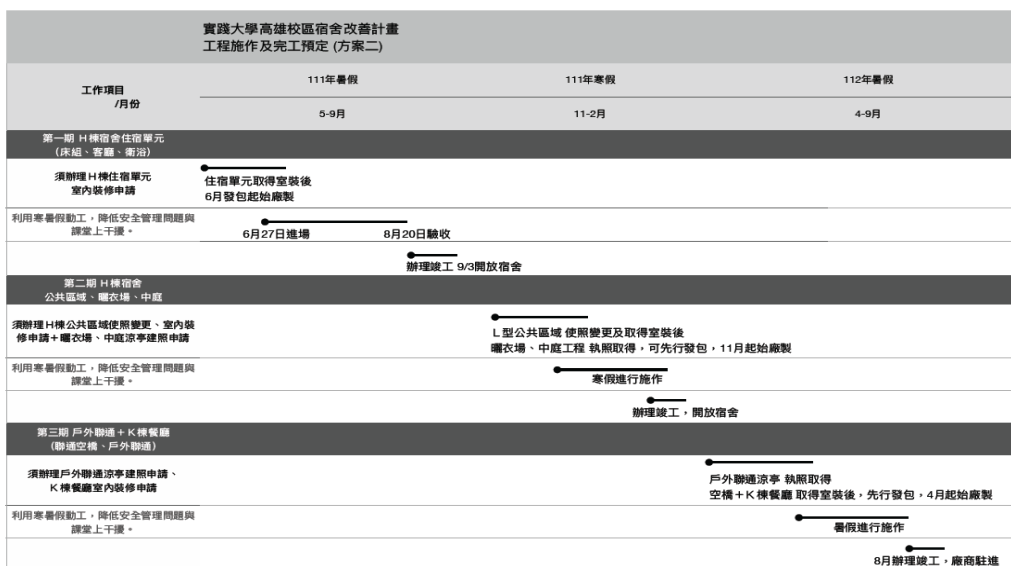 實踐大學高雄校區宿舍改善計畫
工程施作及完工預定 (方案二)
工作項目
/月份
111年暑假
111年寒假
112年暑假
5-9月
11-2月
4-9月
第一期 H 棟宿舍住宿單元
(床組、客廳、衛浴)
須辦理H棟住宿單元
室內裝修申請
住宿單元取得室裝後
6月發包起始廠製
利用寒暑假動工,降低安全管理問題與
課堂上干擾。
6月27日進場
8月20日驗收
辦理竣工 9/3開放宿舍
第二期 H 棟宿舍
公共區域、曬衣場、中庭
須辦理H棟公共區域使照變更、室內裝
修申請+曬衣場、中庭涼亭建照申請
L型公共區域 使照變更及取得室裝後
曬衣場、中庭工程 執照取得,可先行發包,11月起始廠製
利用寒暑假動工,降低安全管理問題與
課堂上干擾。
寒假進行施作
辦理竣工,開放宿舍
第三期 戶外聯通+K 棟餐廳
(聯通空橋、戶外聯通)
須辦理戶外聯通涼亭建照申請、
K棟餐廳室內裝修申請
戶外聯通涼亭 執照取得
空橋+K 棟餐廳 取得室裝後,先行發包,4月起始廠製
利用寒暑假動工,降低安全管理問題與
課堂上干擾。
暑假進行施作
8月辦理竣工,廠商駐進